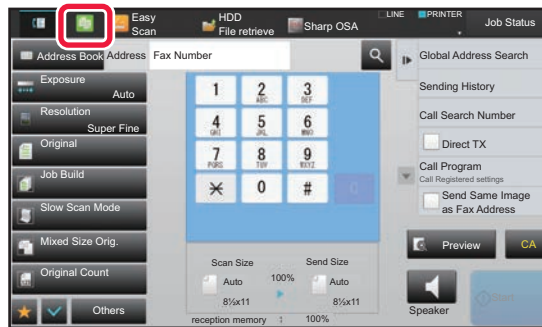 Easy
Scan
HDD
File retrieve
Sharp OSA
LINE
PRINTER
Job Status
Address Book
Address
Fax Number
Global Address Search
Exposure
Auto
Resolution
Super Fine
Original
Job Build
Slow Scan Mode
Mixed Size Orig.
Original Count
Others
1
2
ABC
3
DEF
4
GHI
5
JKL
6
MNO
7
PQRS
8
TUV
9
WXYZ
0
#
C
Scan Size
Send Size
Auto
100%
Auto
8½x11
8½x11
reception memory : 100%
Sending History
Call Search Number
Direct TX
Call Program
Call Registered settings
Send Same Image
as Fax Address
Preview
CA
Speaker
Start